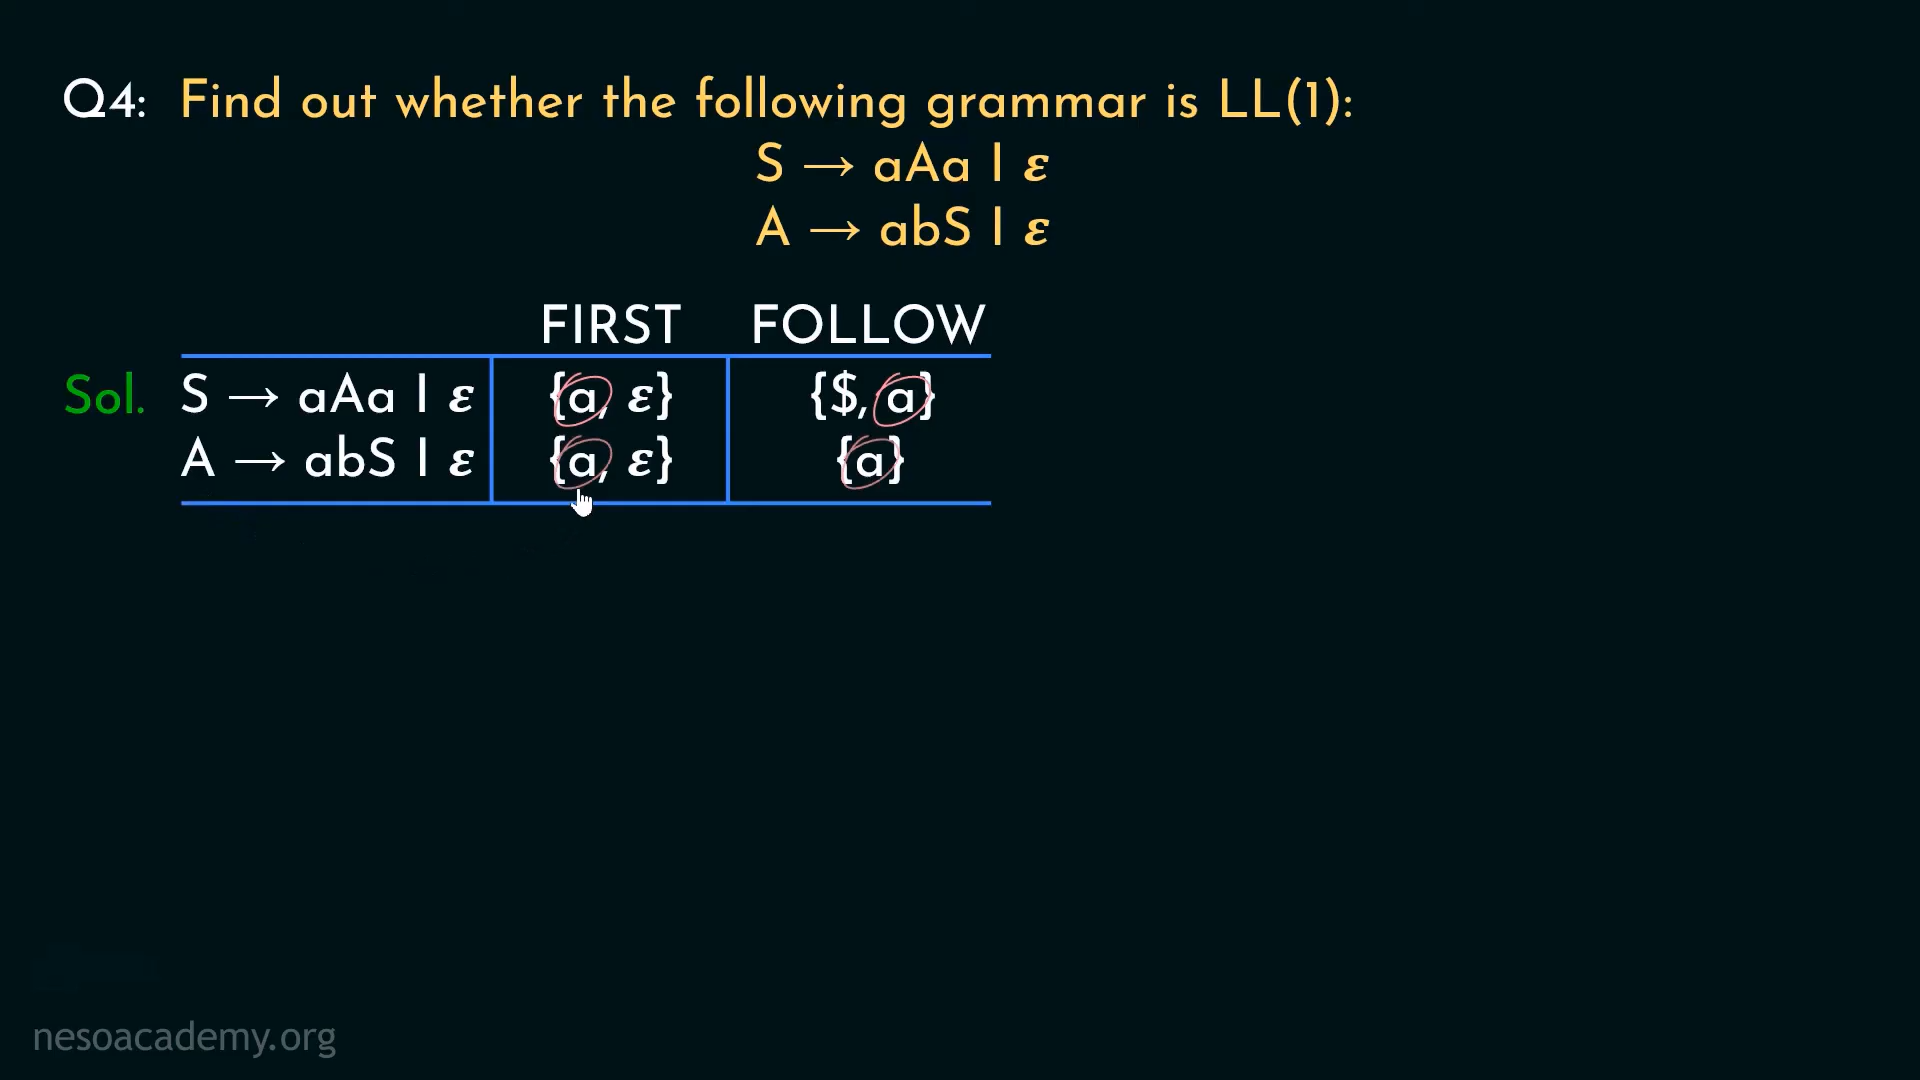 Q4: Find out whether the following grammar is LL(1):
S → aAa | ε
A → abS | ε
FIRST FOLLOW
Sol. S → aAa | ε {a, ε} {$, a}
A → abS | ε {a, ε} {a}
nesoacademy.org